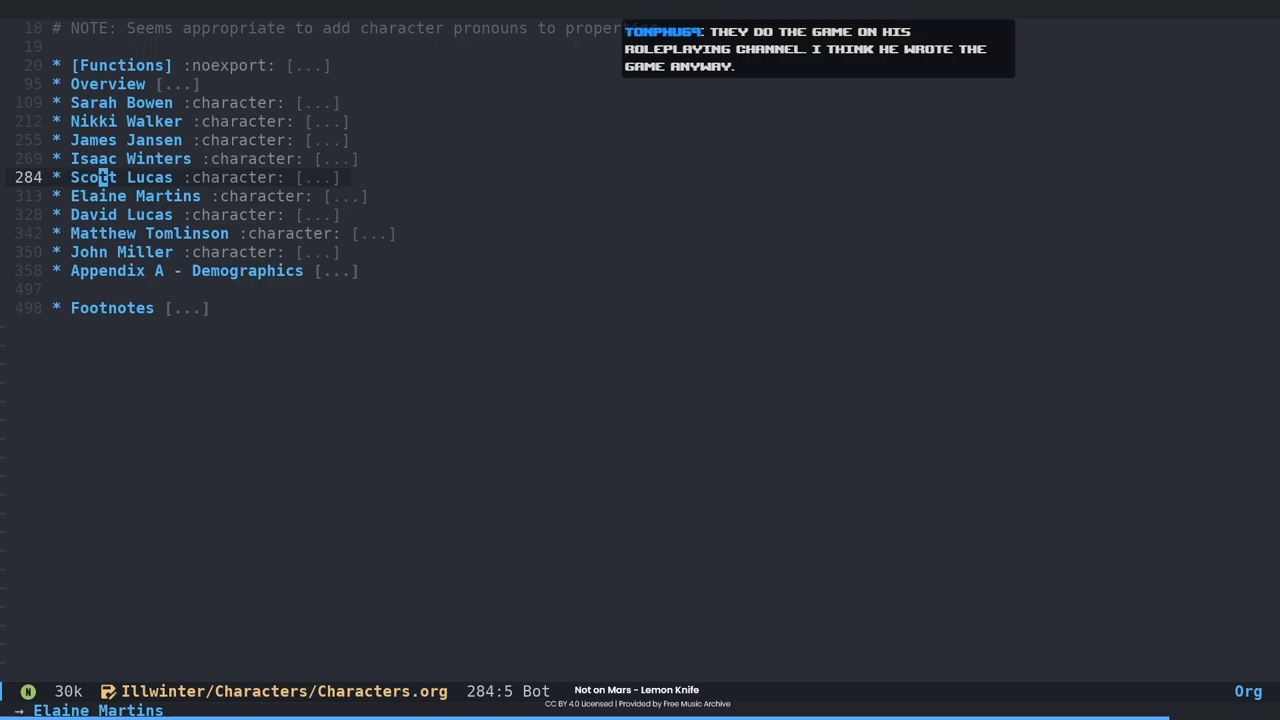 18 # NOTE: Seems appropriate to add character pronouns to proper
TOMPHU69: THEY DO THE GAME ON HIS
ROLEPLAYING CHANNEL. I THINK HE WROTE THE
GAME ANYWAY.
19
20 * [Functions] :noexport: [...]
95 * Overview [...]
109 * Sarah Bowen :character: [...]
212 * Nikki Walker :character: [...]
255 * James Jansen :character: [...]
269 * Isaac Winters :character: [...]
284 * Scott Lucas :character: [...]
313 * Elaine Martins :character: [...]
328 * David Lucas :character: [...]
342 * Matthew Tomlinson :character: [...]
350 * John Miller :character: [...]
358 * Appendix A - Demographics [...]
497
498 * Footnotes [...]
N 30k Illwinter/Characters/Characters.org 284:5 Bot Org
Not on Mars - Lemon Knife
CC BY 4.0 Licensed | Provided by Free Music Archive
→ Elaine Martins